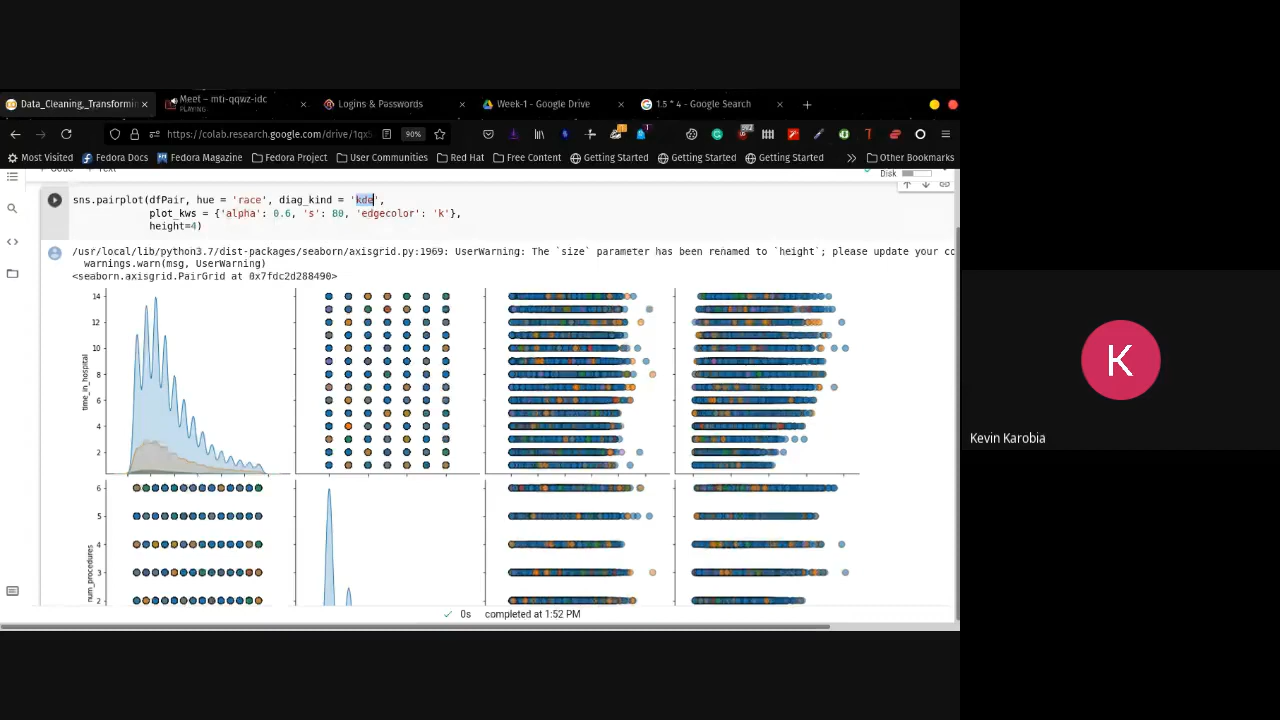 Data_Cleaning,_Transformin
Meet – mti-qqwz-idc
PLAYING
Logins & Passwords
Week-1 - Google Drive
1.5 * 4 - Google Search
https://colab.research.google.com/drive/1qx5
90%
Most Visited
Fedora Docs
Fedora Magazine
Fedora Project
User Communities
Red Hat
Free Content
Getting Started
Getting Started
Getting Started
Other Bookmarks
+ Code + Text
Disk
sns.pairplot(dfPair, hue = 'race', diag_kind = 'kde',
plot_kws = {'alpha': 0.6, 's': 80, 'edgecolor': 'k'},
height=4)
/usr/local/lib/python3.7/dist-packages/seaborn/axisgrid.py:1969: UserWarning: The `size` parameter has been renamed to `height`; please update your co
warnings.warn(msg, UserWarning)
<seaborn.axisgrid.PairGrid at 0x7fdc2d288490>
14
12
10
8
6
4
2
time_in_hospital
6
5
4
3
2
num_procedures
0s completed at 1:52 PM
K
Kevin Karobia